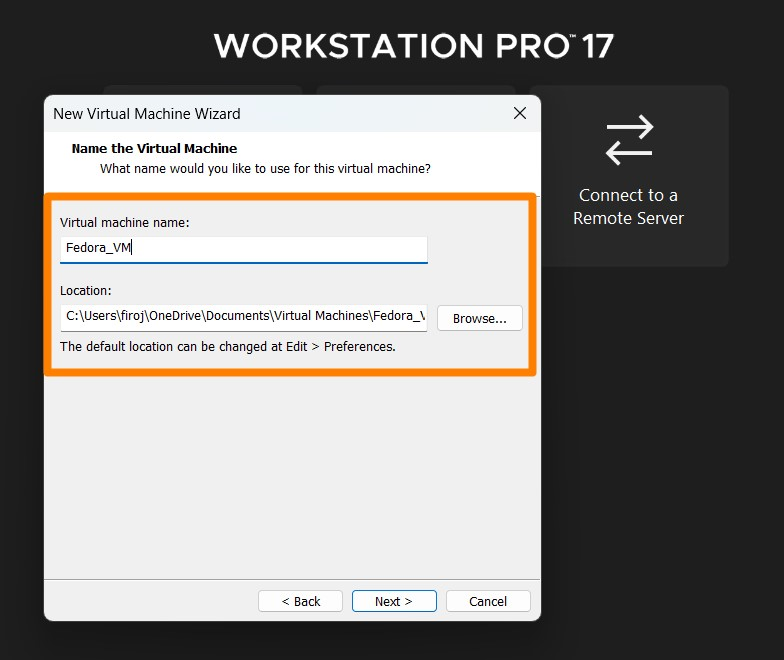 WORKSTATION PRO™ 17
New Virtual Machine Wizard
Name the Virtual Machine
What name would you like to use for this virtual machine?
Virtual machine name:
Fedora_VM
Location:
C:\Users\firoj\OneDrive\Documents\Virtual Machines\Fedora_V
Browse...
The default location can be changed at Edit > Preferences.
< Back
Next >
Cancel
Connect to a
Remote Server